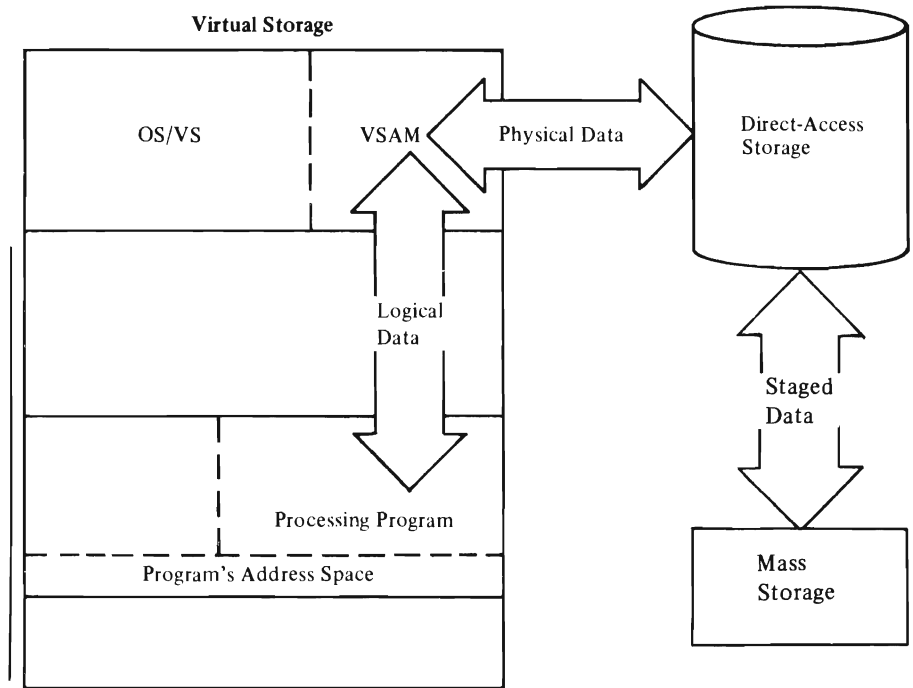 Virtual Storage
OS/VS
VSAM
Physical Data
Direct-Access
Storage
Logical
Data
Staged
Data
Processing Program
Program's Address Space
Mass
Storage